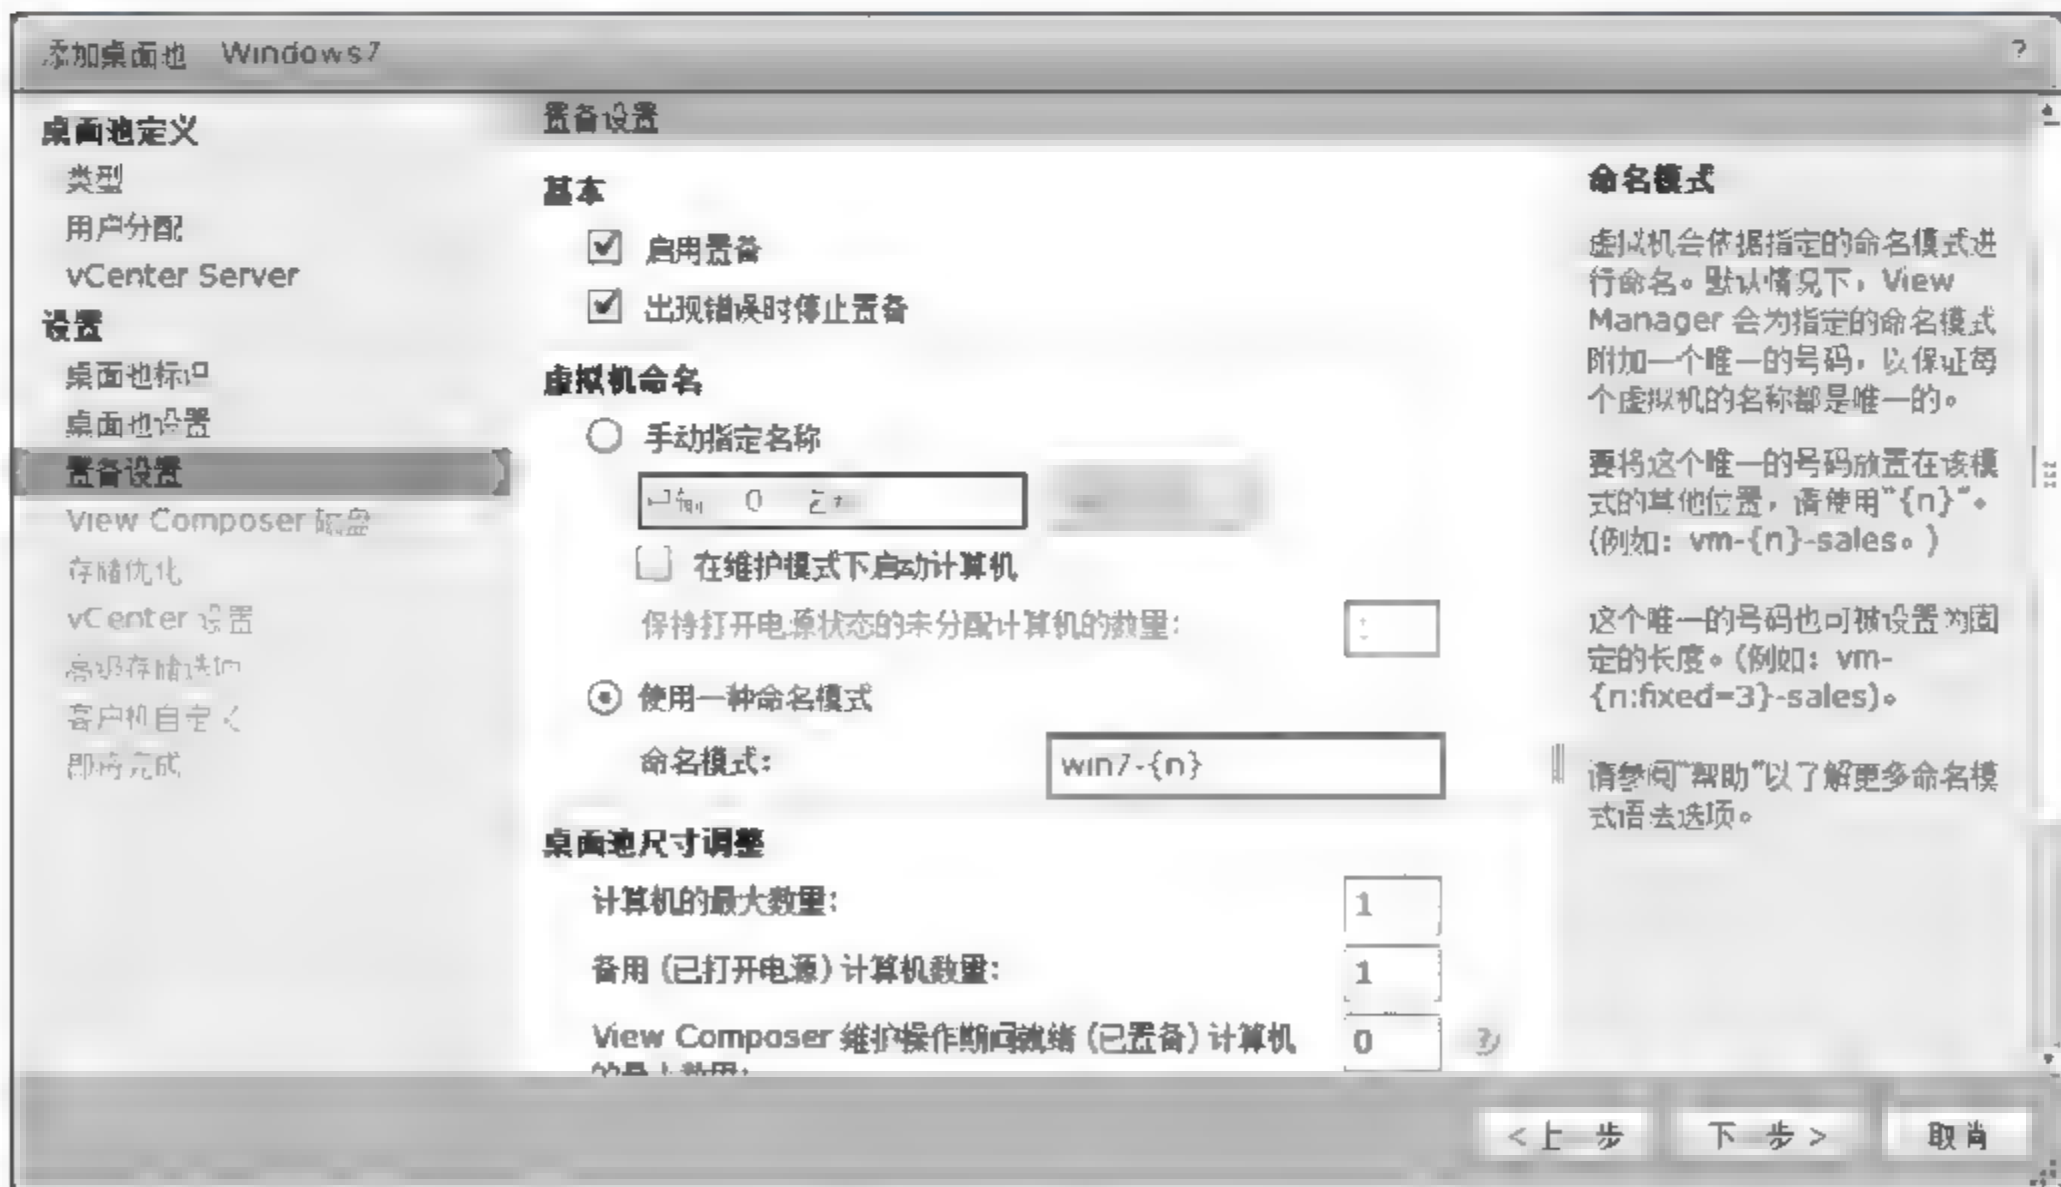 添加桌面池 Windows7
?
桌面池定义
类型
用户分配
vCenter Server
设置
桌面池标识
桌面池设置
置备设置
View Composer 磁盘
存储优化
vCenter 设置
高级存储选项
客户机自定义
即将完成
置备设置
基本
启用置备
出现错误时停止置备
虚拟机命名
手动指定名称
0
在维护模式下启动计算机
保持打开电源状态的未分配计算机的数量:
使用一种命名模式
命名模式: win7-{n}
桌面池尺寸调整
计算机的最大数量: 1
备用 (已打开电源) 计算机数量: 1
View Composer 维护操作期间就绪 (已置备) 计算机 0
的最小数量:
命名模式
虚拟机会依据指定的命名模式进
行命名。默认情况下，View
Manager 会为指定的命名模式
附加一个唯一的号码，以保证每
个虚拟机的名称都是唯一的。
要将这个唯一的号码放置在该模
式的其他位置，请使用“{n}”。
(例如: vm-{n}-sales。)
这个唯一的号码也可被设置为固
定的长度。(例如: vm-
{n:fixed=3}-sales)。
请参阅“帮助”以了解更多命名模
式语法选项。
<上一步 下一步> 取消